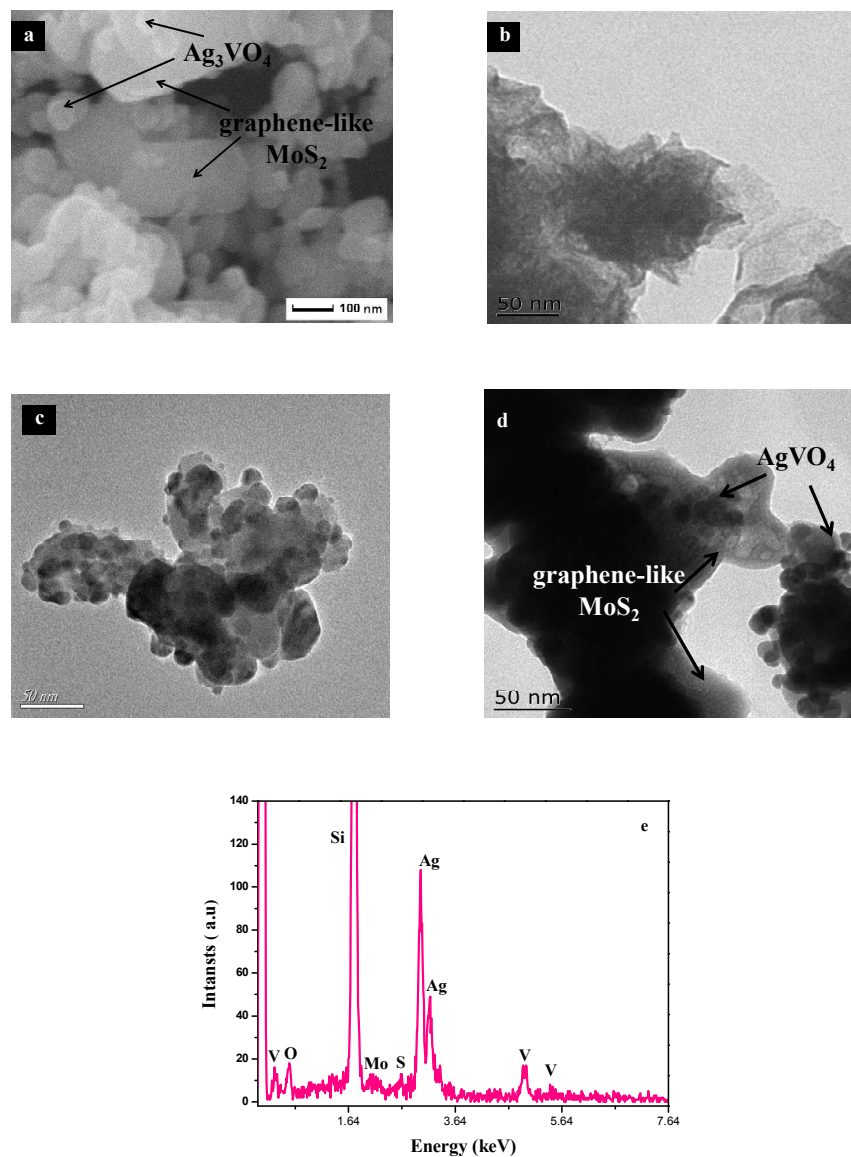 a
Ag3VO4
graphene-like
MoS2
100 nm
b
50 nm
c
50 nm
d
AgVO4
graphene-like
MoS2
50 nm
e
140
120
100
80
60
40
20
0
Intansts ( a.u)
Si
Ag
Ag
V O Mo S V V
1.64 3.64 5.64 7.64
Energy (keV)